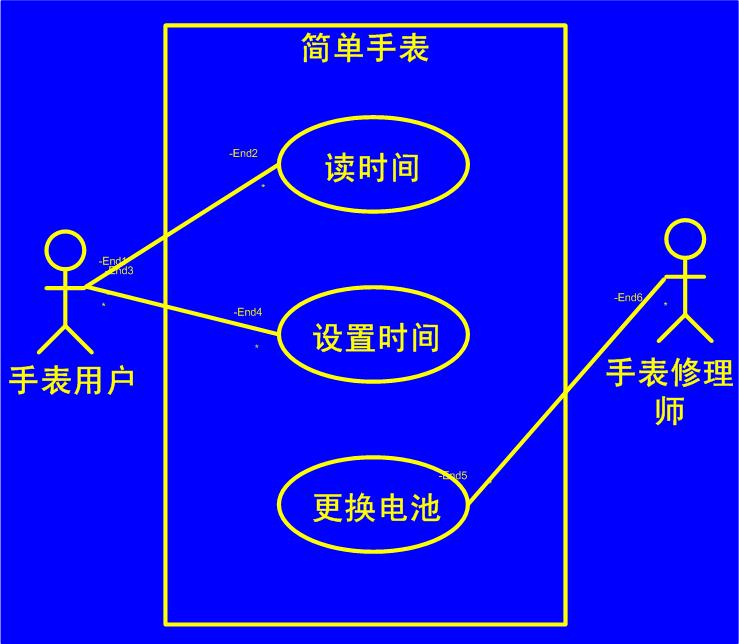 简单手表
-End2
读时间
*
-End1
-End3
*
-End4
设置时间
*
手表用户
-End6
*
手表修理
师
-End5
更换电池
*